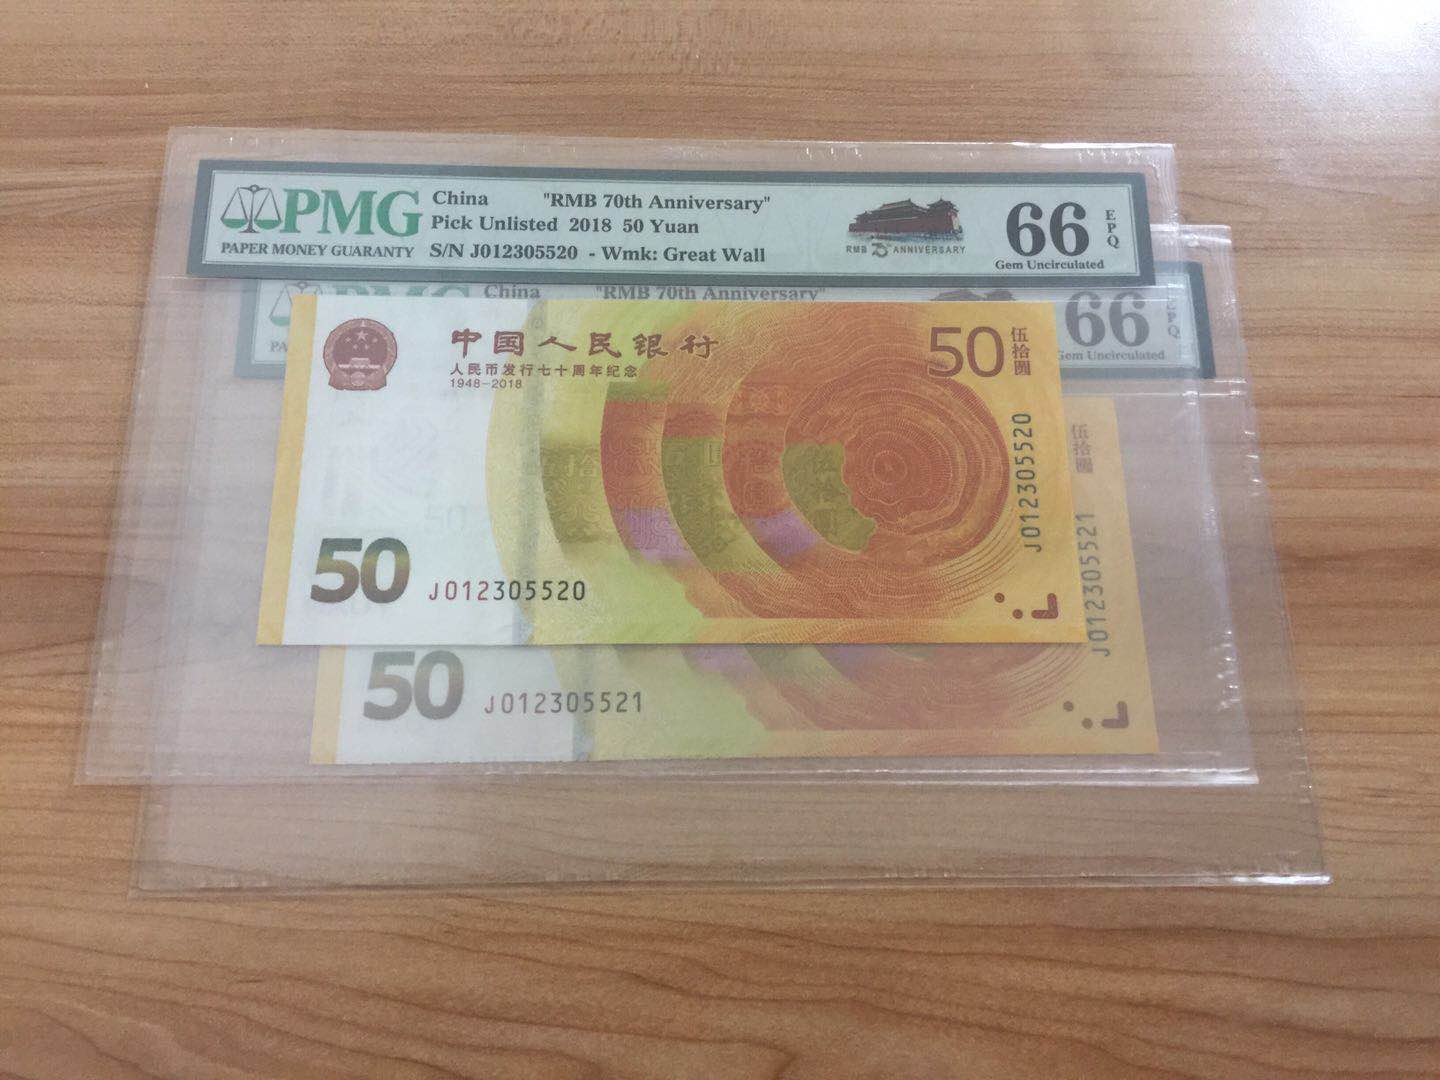 PMG
PAPER MONEY GUARANTY
China "RMB 70th Anniversary"
Pick Unlisted 2018 50 Yuan
S/N J012305520 - Wmk: Great Wall
RMB 70 ANNIVERSARY
66 EPQ
Gem Uncirculated
PMG
China "RMB 70th Anniversary"
66 EPQ
Gem Uncirculated
中国人民银行
人民币发行七十周年纪念
1948-2018
50 伍拾圆
J012305520
50
J012305520
伍拾圆
J012305521
50
J012305521